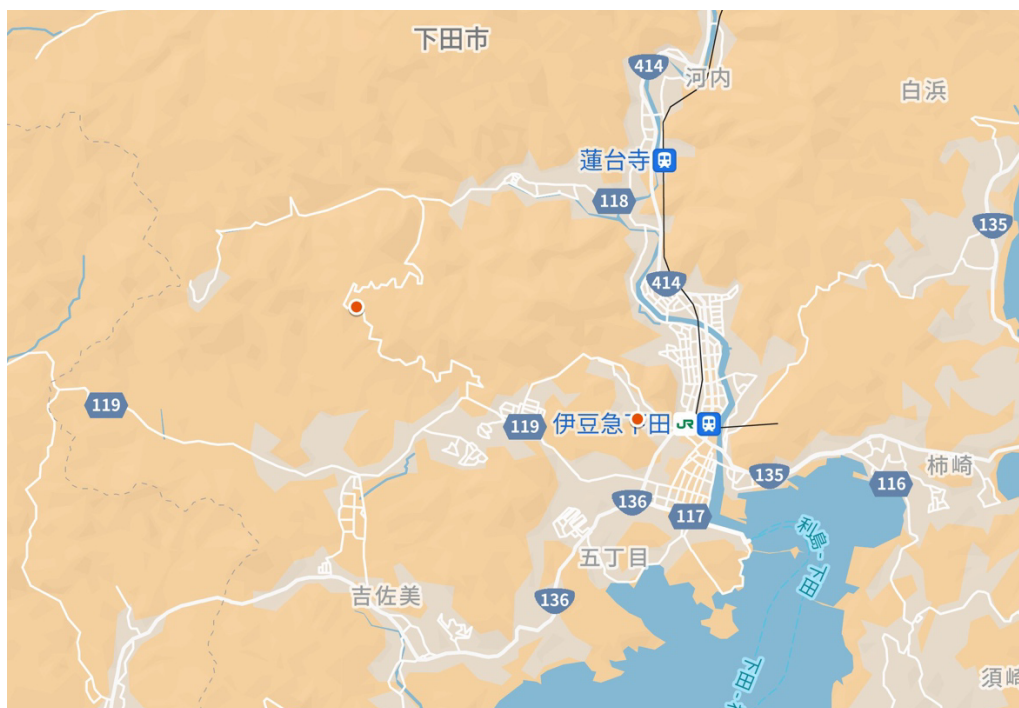 下田市
414
河内
白浜
蓮台寺
118
135
414
119
119
伊豆急下田
JR
柿崎
135
116
136
117
利島-下田
五丁目
136
吉佐美
下田-
須崎